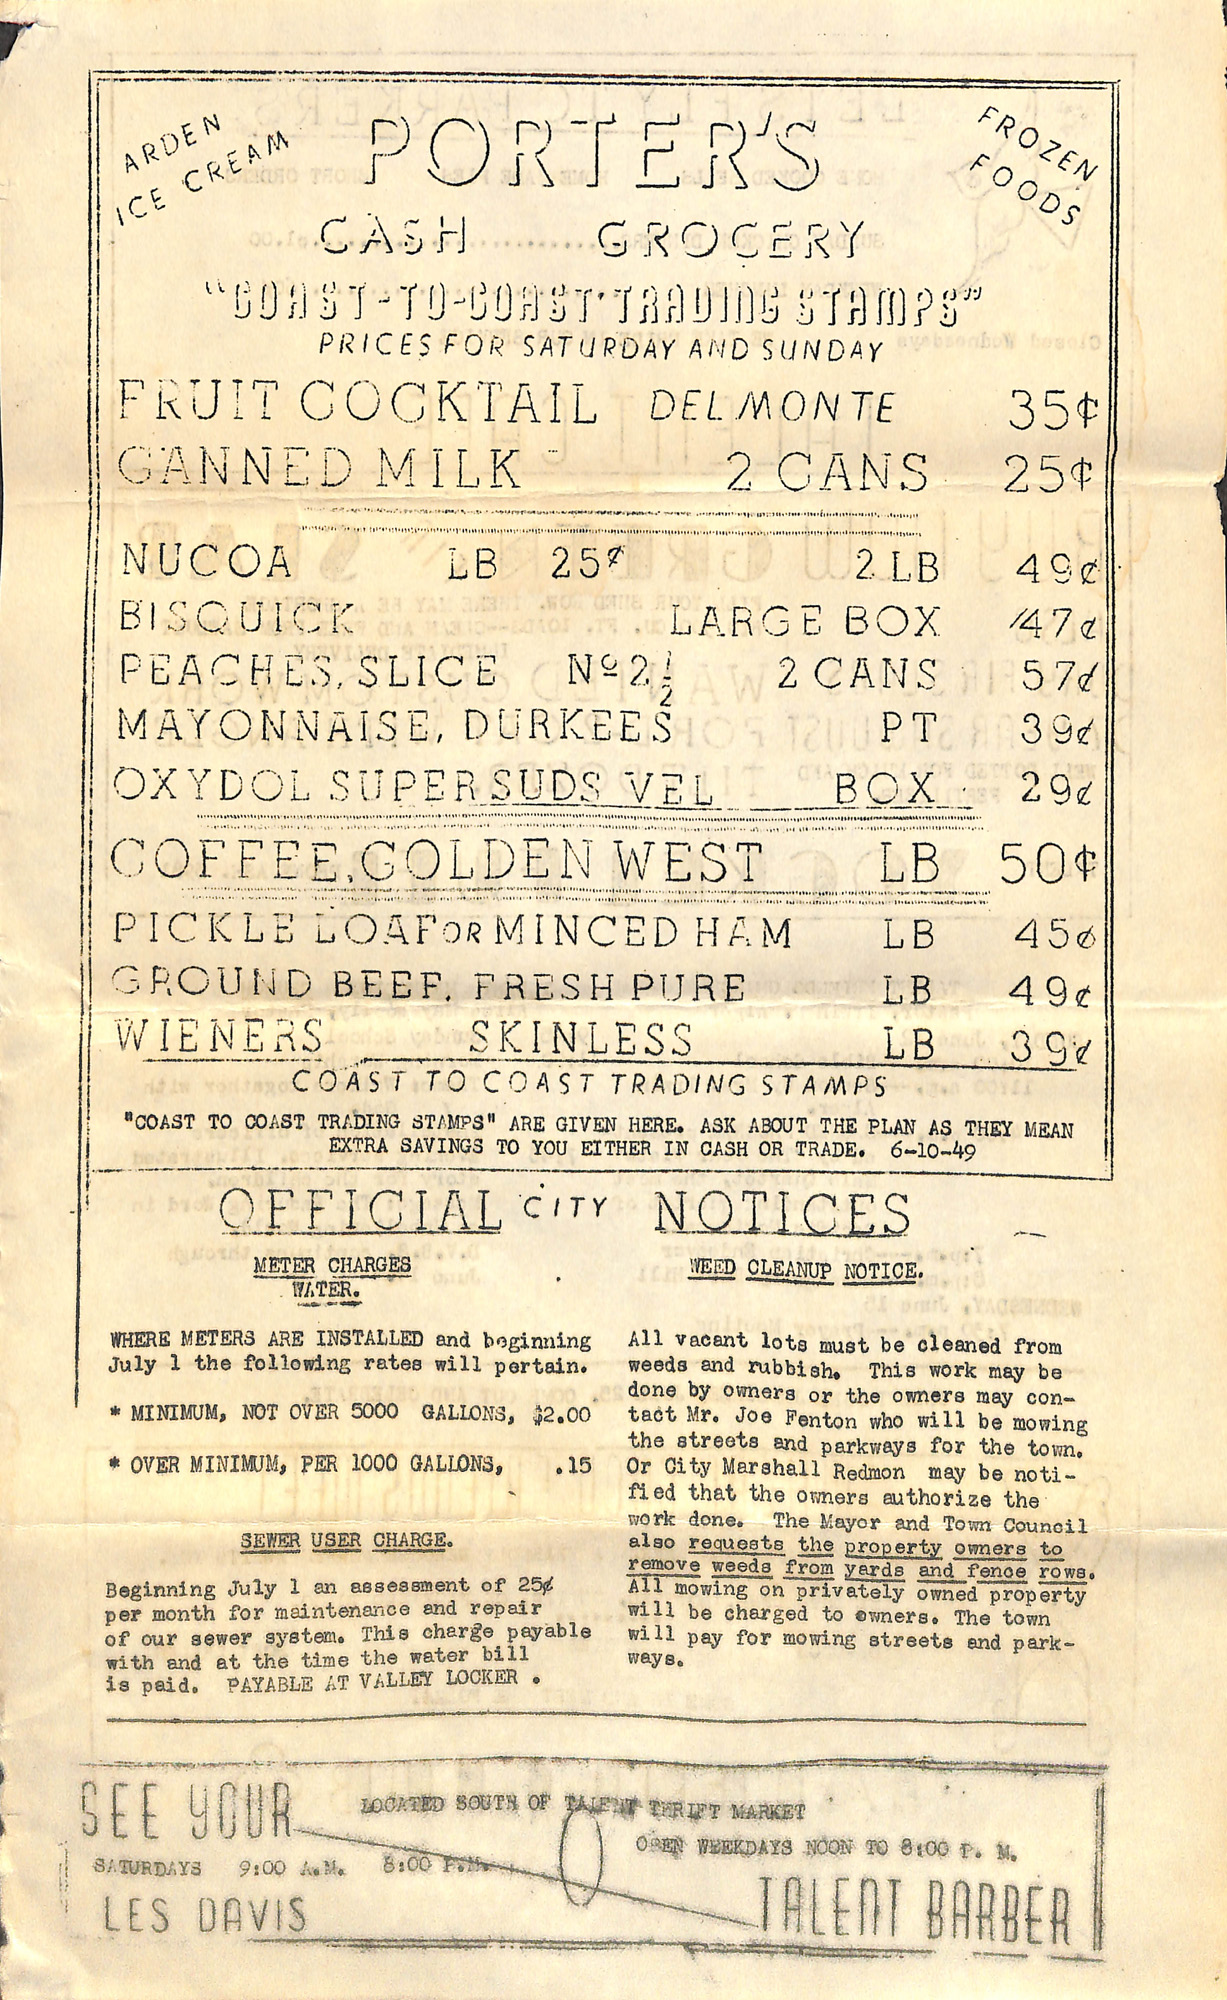 ARDEN
ICE CREAM
PORTER'S
FROZEN
FOODS
CASH GROCERY
"COAST-TO-COAST TRADING STAMPS"
PRICES FOR SATURDAY AND SUNDAY
FRUIT COCKTAIL DELMONTE 35¢
CANNED MILK 2 CANS 25¢
NUCOA LB 25¢ 2 LB 49¢
BISQUICK LARGE BOX 47¢
PEACHES, SLICE Nº 2½ 2 CANS 57¢
MAYONNAISE, DURKEES PT 39¢
OXYDOL SUPER SUDS VEL BOX 29¢
COFFEE, GOLDEN WEST LB 50¢
PICKLE LOAF OR MINCED HAM LB 45¢
GROUND BEEF, FRESH PURE LB 49¢
WIENERS SKINLESS LB 39¢
COAST TO COAST TRADING STAMPS
"COAST TO COAST TRADING STAMPS" ARE GIVEN HERE. ASK ABOUT THE PLAN AS THEY MEAN
EXTRA SAVINGS TO YOU EITHER IN CASH OR TRADE. 6-10-49
OFFICIAL CITY NOTICES
METER CHARGES
WATER.
WHERE METERS ARE INSTALLED and beginning
July 1 the following rates will pertain.
* MINIMUM, NOT OVER 5000 GALLONS, $2.00
* OVER MINIMUM, PER 1000 GALLONS, .15
SEWER USER CHARGE.
Beginning July 1 an assessment of 25¢
per month for maintenance and repair
of our sewer system. This charge payable
with and at the time the water bill
is paid. PAYABLE AT VALLEY LOCKER .
WEED CLEANUP NOTICE.
All vacant lots must be cleaned from
weeds and rubbish. This work may be
done by owners or the owners may con-
tact Mr. Joe Fenton who will be mowing
the streets and parkways for the town.
Or City Marshall Redmon may be noti-
fied that the owners authorize the
work done. The Mayor and Town Council
also requests the property owners to
remove weeds from yards and fence rows.
All mowing on privately owned property
will be charged to owners. The town
will pay for mowing streets and park-
ways.
SEE YOUR
LOCATED SOUTH OF TALENT THRIFT MARKET
OPEN WEEKDAYS NOON TO 8:00 P. M.
SATURDAYS 9:00 A.M. 8:00 P.M.
LES DAVIS
TALENT BARBER